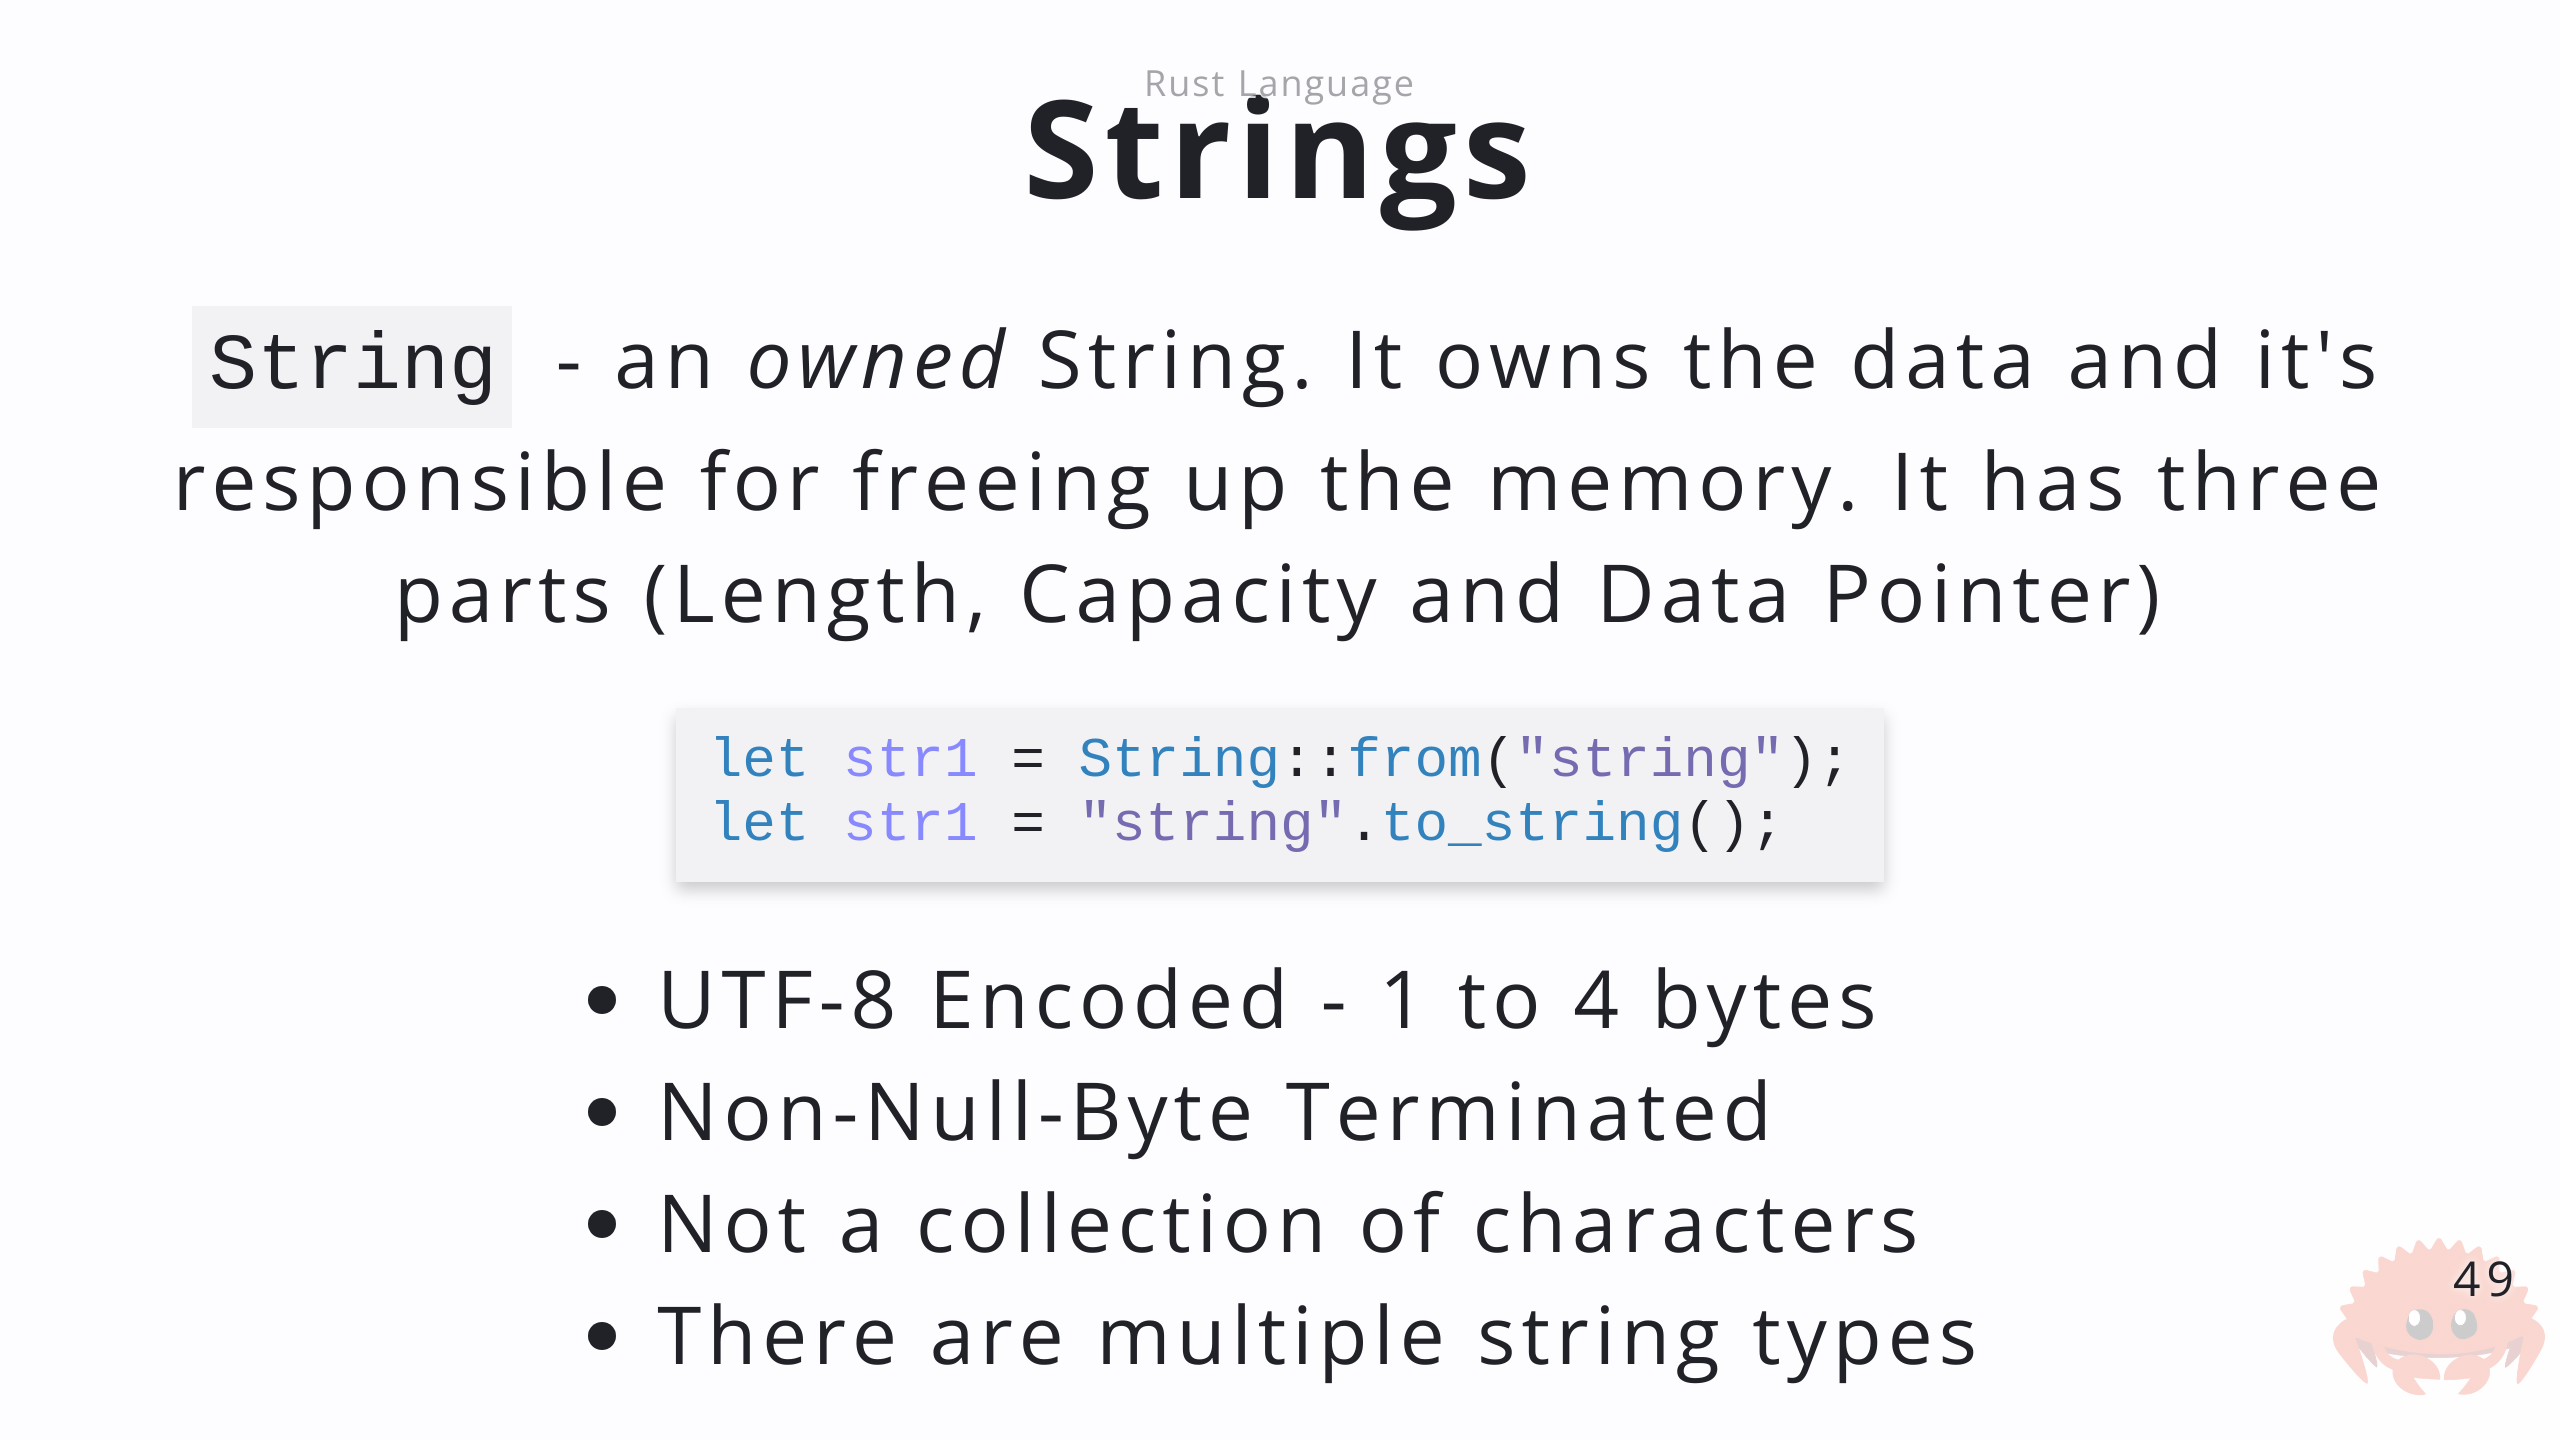 Rust Language
Strings
String - an owned String. It owns the data and it's
responsible for freeing up the memory. It has three
parts (Length, Capacity and Data Pointer)
let str1 = String::from("string");
let str1 = "string".to_string();
• UTF-8 Encoded - 1 to 4 bytes
• Non-Null-Byte Terminated
• Not a collection of characters
• There are multiple string types
49